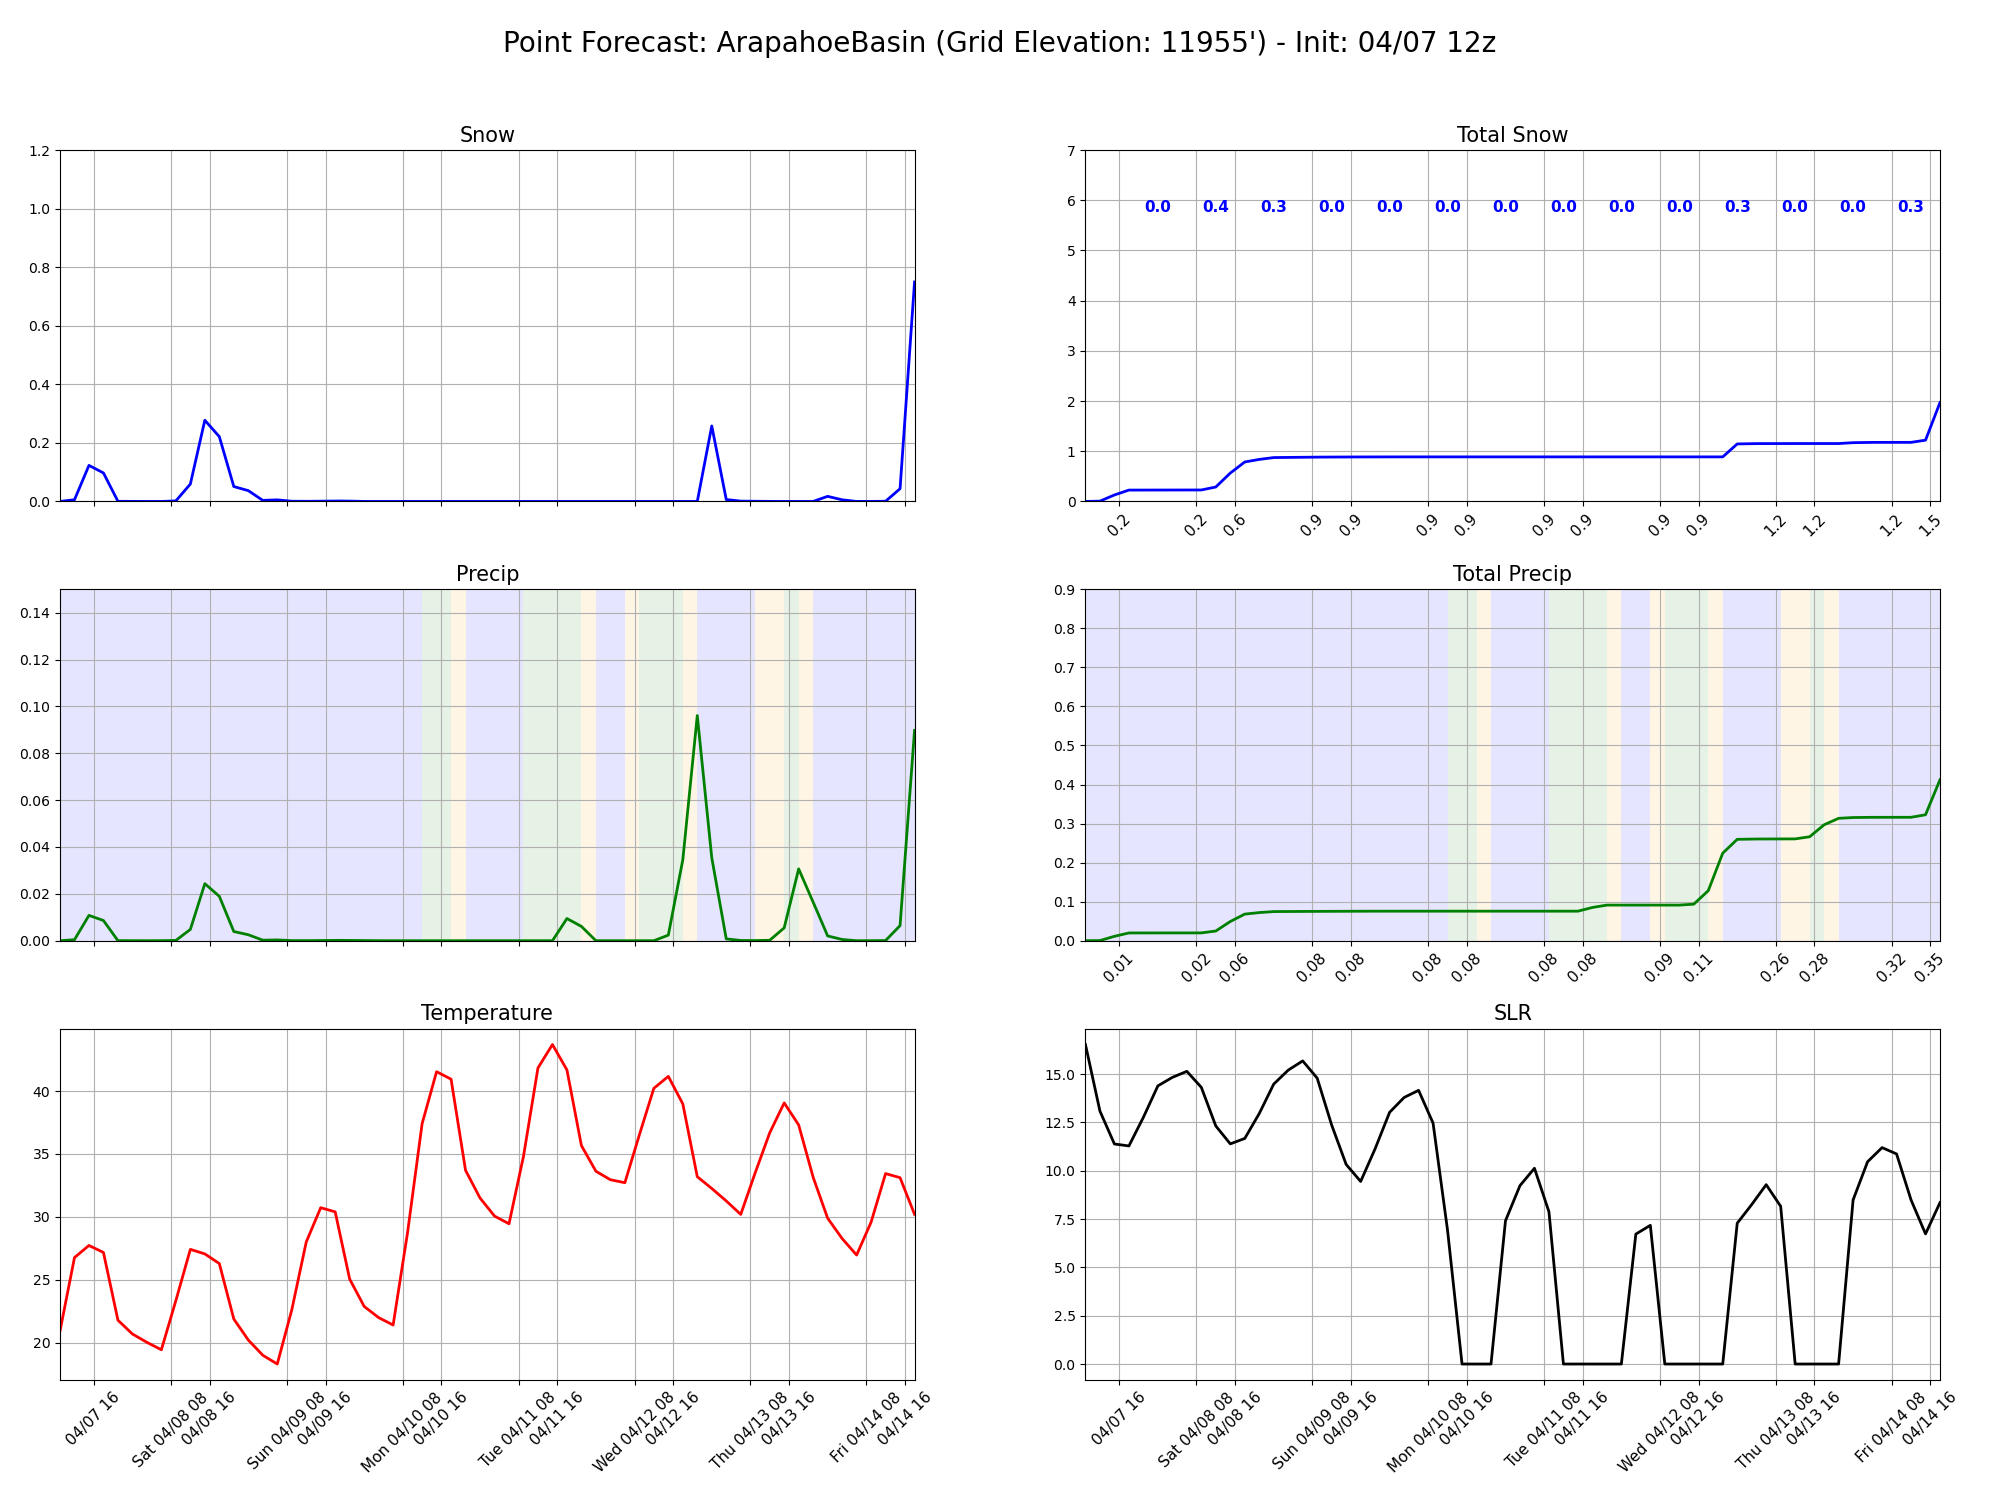 Point Forecast: ArapahoeBasin (Grid Elevation: 11955') - Init: 04/07 12z
Snow
1.2
1.0
0.8
0.6
0.4
0.2
0.0
Total Snow
7
6
5
4
3
2
1
0
0.0 0.4 0.3 0.0 0.0 0.0 0.0 0.0 0.0 0.0 0.3 0.0 0.0 0.3
0.2 0.2 0.6 0.9 0.9 0.9 0.9 0.9 0.9 0.9 0.9 1.2 1.2 1.2 1.5
Precip
0.14
0.12
0.10
0.08
0.06
0.04
0.02
0.00
Total Precip
0.9
0.8
0.7
0.6
0.5
0.4
0.3
0.2
0.1
0.0
0.01 0.02 0.06 0.08 0.08 0.08 0.08 0.08 0.08 0.09 0.11 0.26 0.28 0.32 0.35
Temperature
40
35
30
25
20
04/07 16
Sat 04/08 08
04/08 16
Sun 04/09 08
04/09 16
Mon 04/10 08
04/10 16
Tue 04/11 08
04/11 16
Wed 04/12 08
04/12 16
Thu 04/13 08
04/13 16
Fri 04/14 08
04/14 16
SLR
15.0
12.5
10.0
7.5
5.0
2.5
0.0
04/07 16
Sat 04/08 08
04/08 16
Sun 04/09 08
04/09 16
Mon 04/10 08
04/10 16
Tue 04/11 08
04/11 16
Wed 04/12 08
04/12 16
Thu 04/13 08
04/13 16
Fri 04/14 08
04/14 16